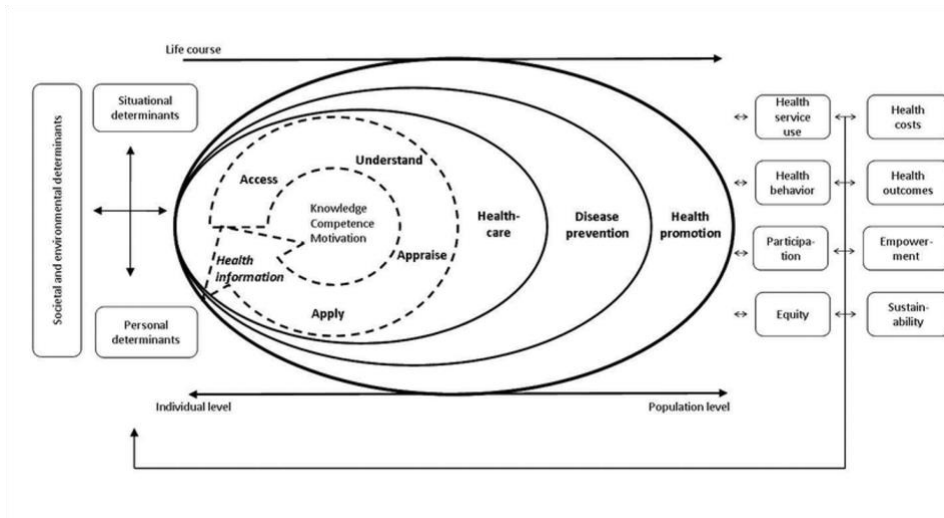 Life course
Societal and environmental determinants
Situational
determinants
Personal
determinants
Access
Understand
Knowledge
Competence
Motivation
Appraise
Health
information
Apply
Health-
care
Disease
prevention
Health
promotion
Health
service
use
Health
costs
Health
behavior
Health
outcomes
Participa-
tion
Empower-
ment
Equity
Sustain-
ability
Individual level
Population level